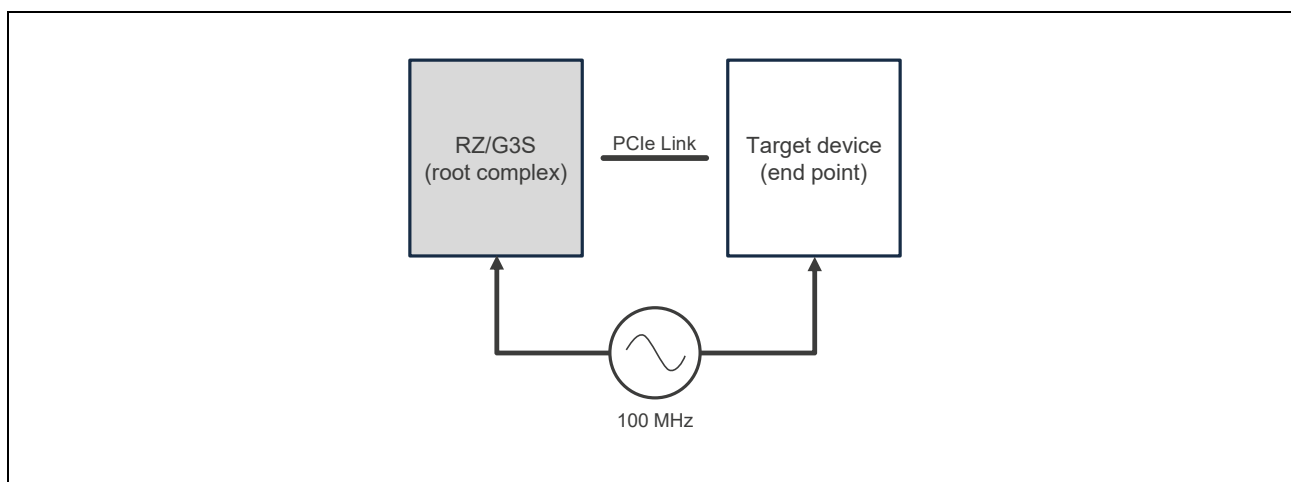 RZ/G3S
(root complex)
PCIe Link
Target device
(end point)
100 MHz